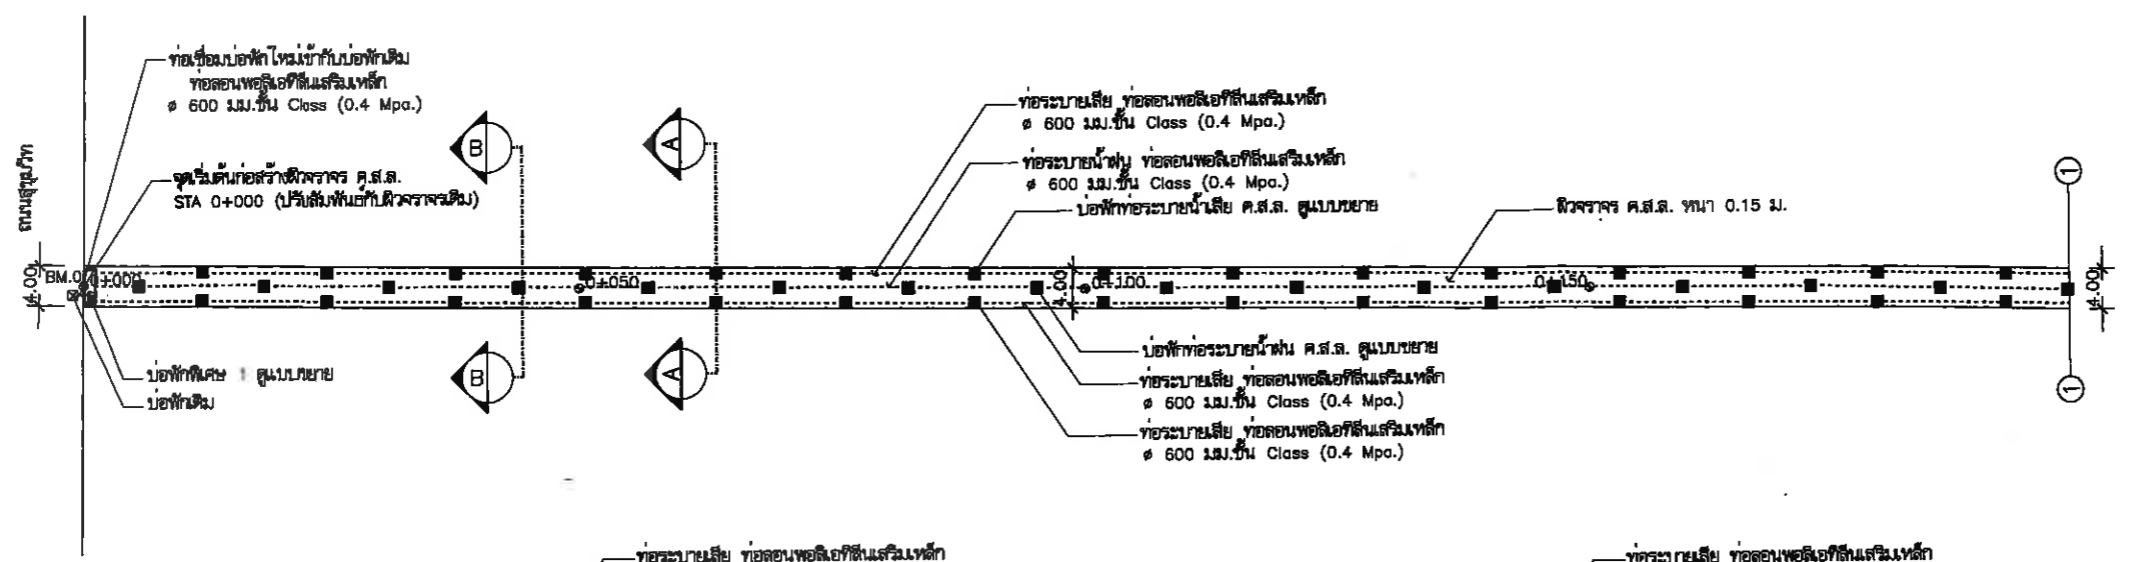 ท่อเชื่อมบ่อพักใหม่เข้ากับบ่อพักเดิม
ท่อลอนพอลิเอทิลีนเสริมเหล็ก
ø 600 มม.ชั้น Class (0.4 Mpa.)
จุดเริ่มต้นก่อสร้างผิวจราจร ค.ส.ล.
STA 0+000 (ปรับสัมพันธ์กับผิวจราจรเดิม)
ถนนสุขุมวิท
B
A
ท่อระบายเสีย ท่อลอนพอลิเอทิลีนเสริมเหล็ก
ø 600 มม.ชั้น Class (0.4 Mpa.)
ท่อระบายน้ำฝน ท่อลอนพอลิเอทิลีนเสริมเหล็ก
ø 600 มม.ชั้น Class (0.4 Mpa.)
บ่อพักท่อระบายน้ำเสีย ค.ส.ล. ดูแบบขยาย
ผิวจราจร ค.ส.ล. หนา 0.15 ม.
1
4.00
0+000
0+050
4.00
0+100
0+150
4.00
บ่อพักพิเศษ 1 ดูแบบขยาย
บ่อพักเดิม
B
A
บ่อพักท่อระบายน้ำฝน ค.ส.ล. ดูแบบขยาย
ท่อระบายเสีย ท่อลอนพอลิเอทิลีนเสริมเหล็ก
ø 600 มม.ชั้น Class (0.4 Mpa.)
ท่อระบายเสีย ท่อลอนพอลิเอทิลีนเสริมเหล็ก
ø 600 มม.ชั้น Class (0.4 Mpa.)
1
ท่อระบายเสีย ท่อลอนพอลิเอทิลีนเสริมเหล็ก
ท่อระบายเสีย ท่อลอนพอลิเอทิลีนเสริมเหล็ก